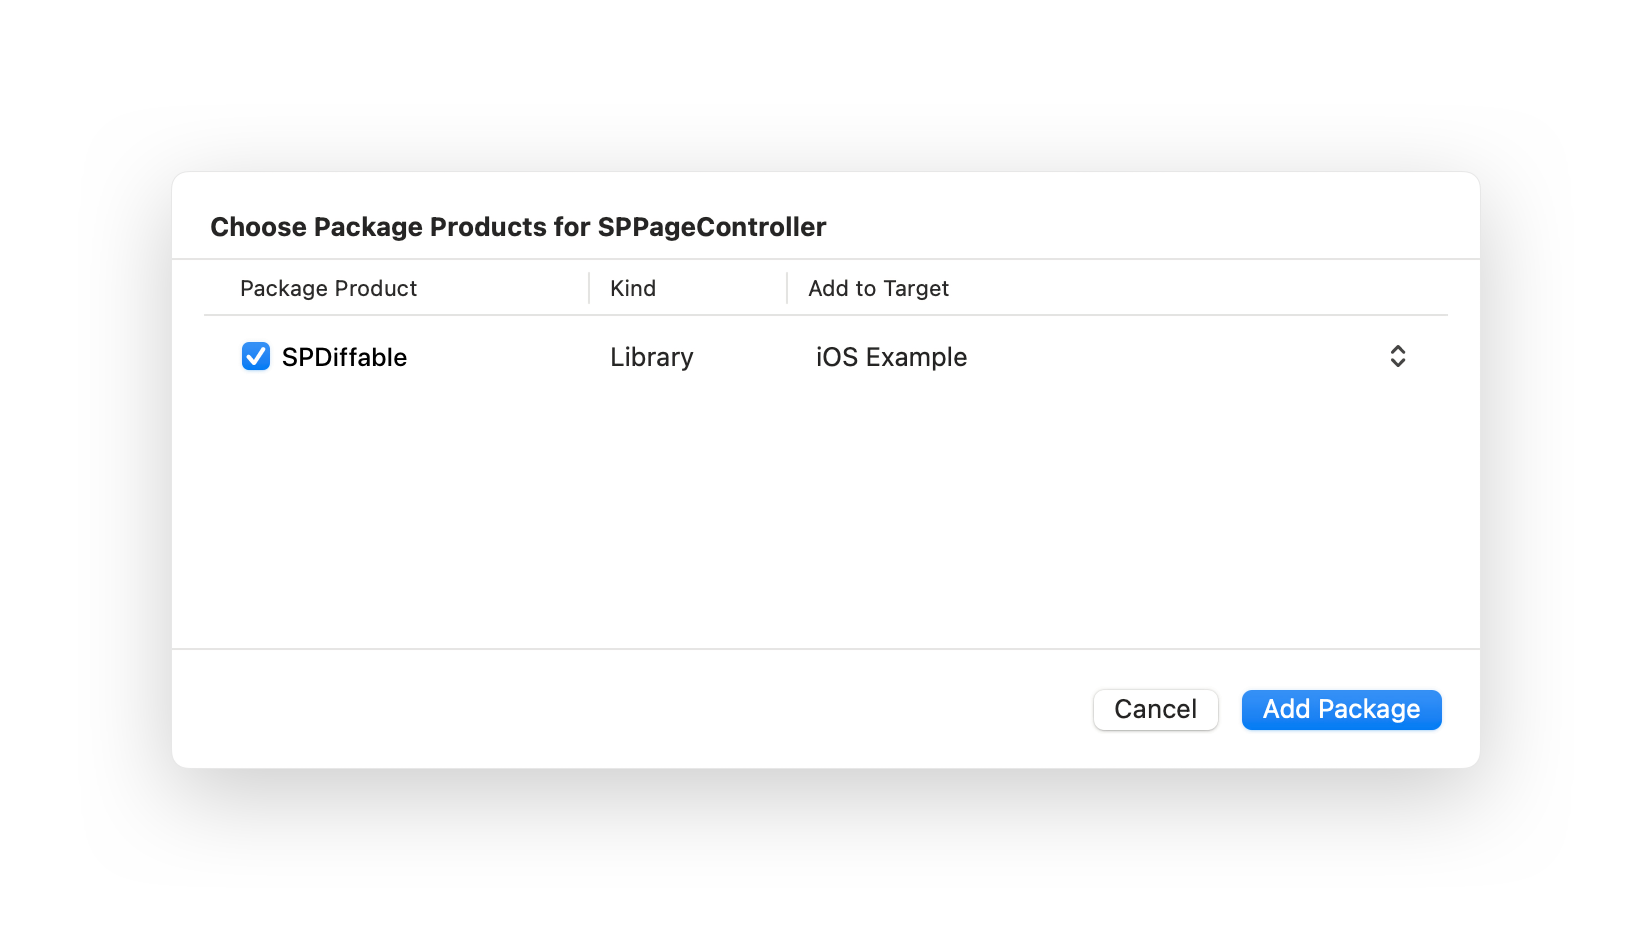 Choose Package Products for SPPageController
Package Product Kind Add to Target
SPDiffable Library iOS Example
Cancel Add Package